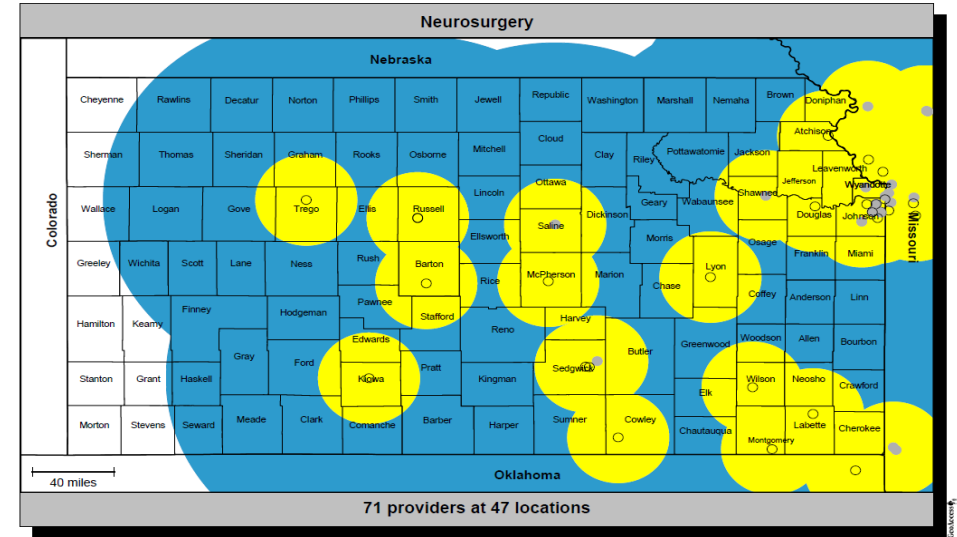 Neurosurgery
Nebraska
Cheyenne Rawlins Decatur Norton Phillips Smith Jewell Republic Washington Marshall Nemaha Brown Doniphan
Atchison
Cloud
Sherman Thomas Sheridan Graham Rooks Osborne Mitchell Clay Riley Pottawatomie Jackson
Leavenworth
Jefferson
Ottawa
Wyandotte
Lincoln Shawnee
Wallace Logan Gove Trego Ellis Russell Geary Wabaunsee
Dickinson Douglas Johnson
Saline
Colorado
Missouri
Ellsworth Morris Osage
Greeley Wichita Scott Lane Ness Rush Barton Franklin Miami
Rice McPherson Marion Lyon
Chase
Pawnee Coffey Anderson Linn
Finney Hodgeman Stafford Harvey
Hamilton Kearny Reno
Edwards Greenwood Woodson Allen Bourbon
Gray Ford Butler
Pratt Sedgwick
Stanton Grant Haskell Kiowa Kingman Wilson Neosho Crawford
Elk
Morton Stevens Seward Meade Clark Comanche Barber Harper Sumner Cowley Chautauqua Labette Cherokee
Montgomery
Oklahoma
40 miles
71 providers at 47 locations
GeoAccess